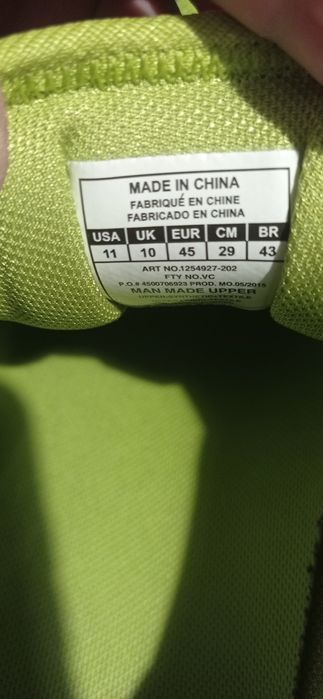 MADE IN CHINA
FABRIQUÉ EN CHINE
FABRICADO EN CHINA
USA UK EUR CM BR
11 10 45 29 43
ART NO.1254927-202
FTY NO.VC
P.O.# 4500706923 PROD. MO.05/2015
MAN MADE UPPER